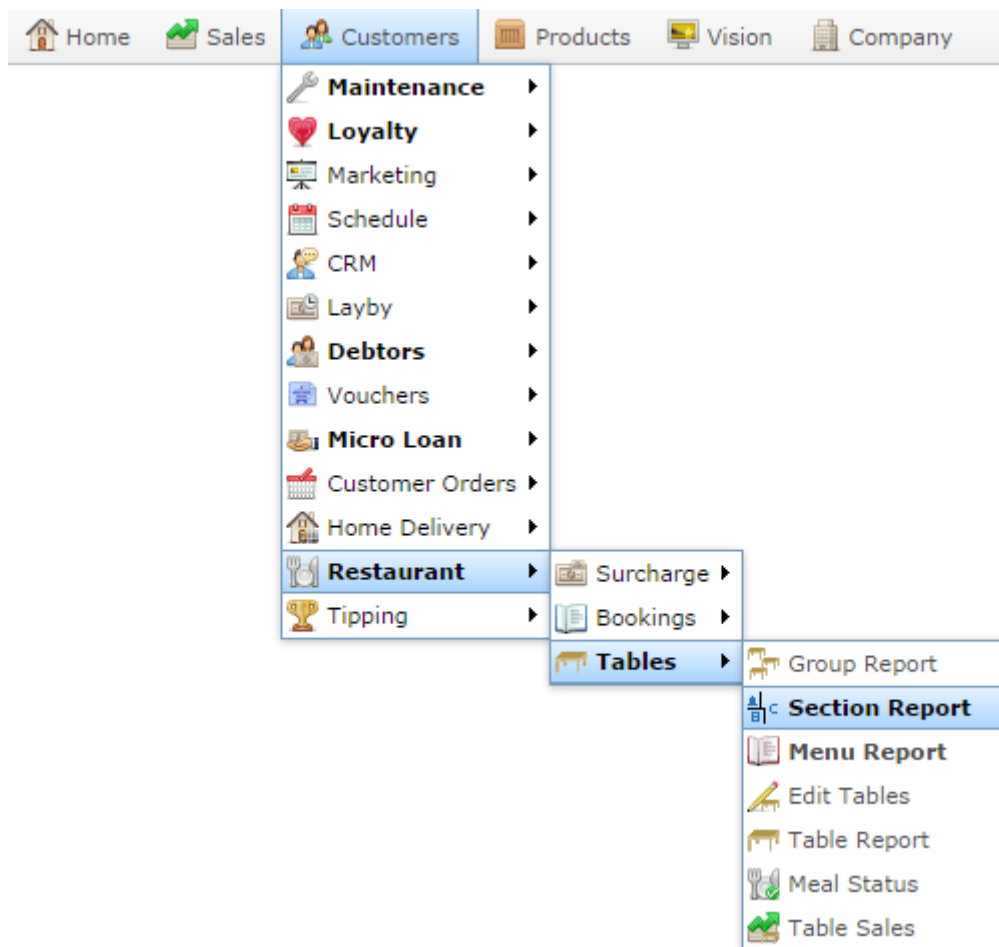 Home Sales Customers Products Vision Company
Maintenance
Loyalty
Marketing
Schedule
CRM
Layby
Debtors
Vouchers
Micro Loan
Customer Orders
Home Delivery
Restaurant
Tipping
Surcharge
Bookings
Tables
Group Report
Section Report
Menu Report
Edit Tables
Table Report
Meal Status
Table Sales